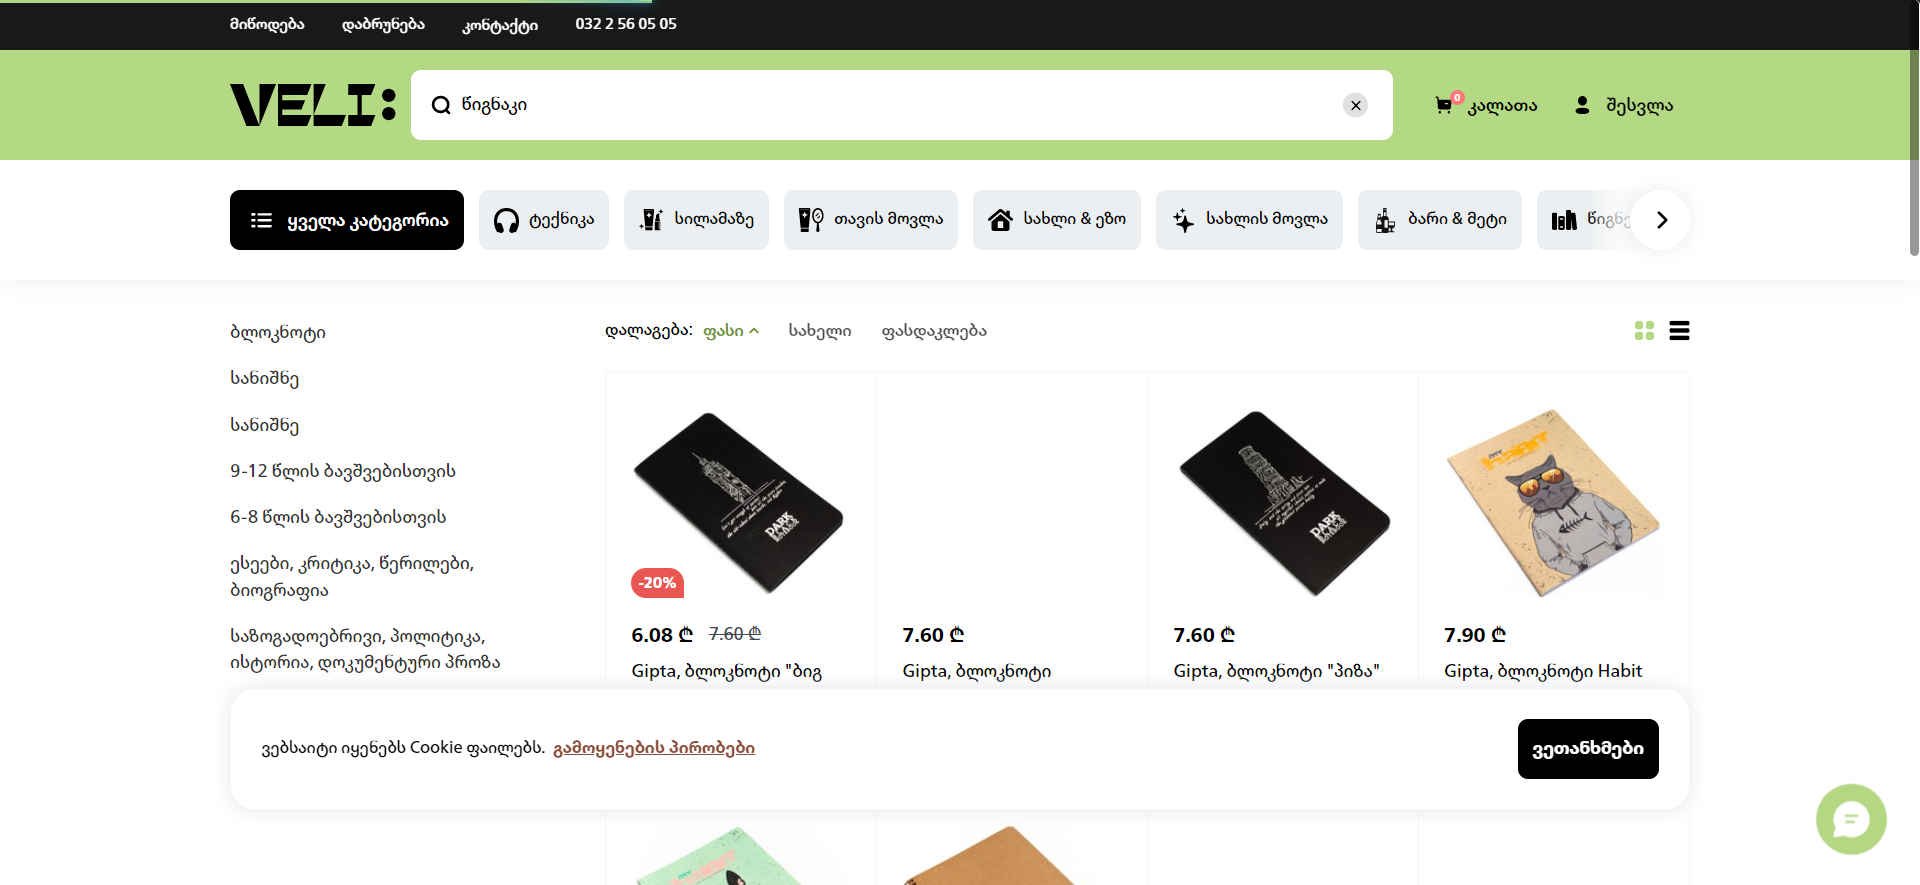 მიწოდება
დაბრუნება
კონტაქტი
032 2 56 05 05
VELI:
წიგნაკი
0
კალათა
შესვლა
ყველა კატეგორია
ტექნიკა
სილამაზე
თავის მოვლა
სახლი & ეზო
სახლის მოვლა
ბარი & მეტი
ბლოკნოტი
სანიშნე
სანიშნე
9-12 წლის ბავშვებისთვის
6-8 წლის ბავშვებისთვის
ესეები, კრიტიკა, წერილები,
ბიოგრაფია
საზოგადოებრივი, პოლიტიკა,
ისტორია, დოკუმენტური პროზა
დალაგება:
ფასი
სახელი
ფასდაკლება
DARK
DARK
-20%
6.08 ₾
7.60 ₾
Gipta, ბლოკნოტი "ბიგ
7.60 ₾
Gipta, ბლოკნოტი
7.60 ₾
Gipta, ბლოკნოტი "პიზა"
7.90 ₾
Gipta, ბლოკნოტი Habit
ვებსაიტი იყენებს Cookie ფაილებს. გამოყენების პირობები
ვეთანხმები